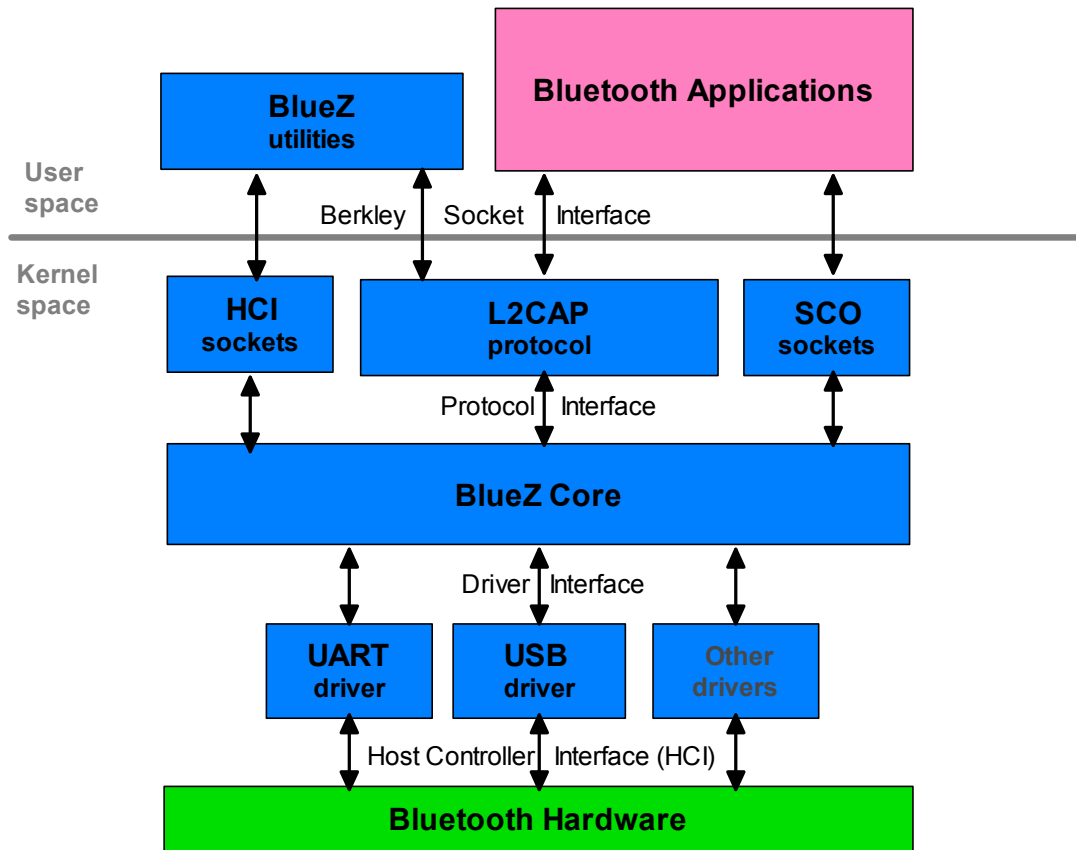 Bluetooth Applications
BlueZ
utilities
User
space
Berkley Socket Interface
Kernel
space
HCI
sockets
L2CAP
protocol
SCO
sockets
Protocol Interface
BlueZ Core
Driver Interface
UART
driver
USB
driver
Other
drivers
Host Controller Interface (HCI)
Bluetooth Hardware